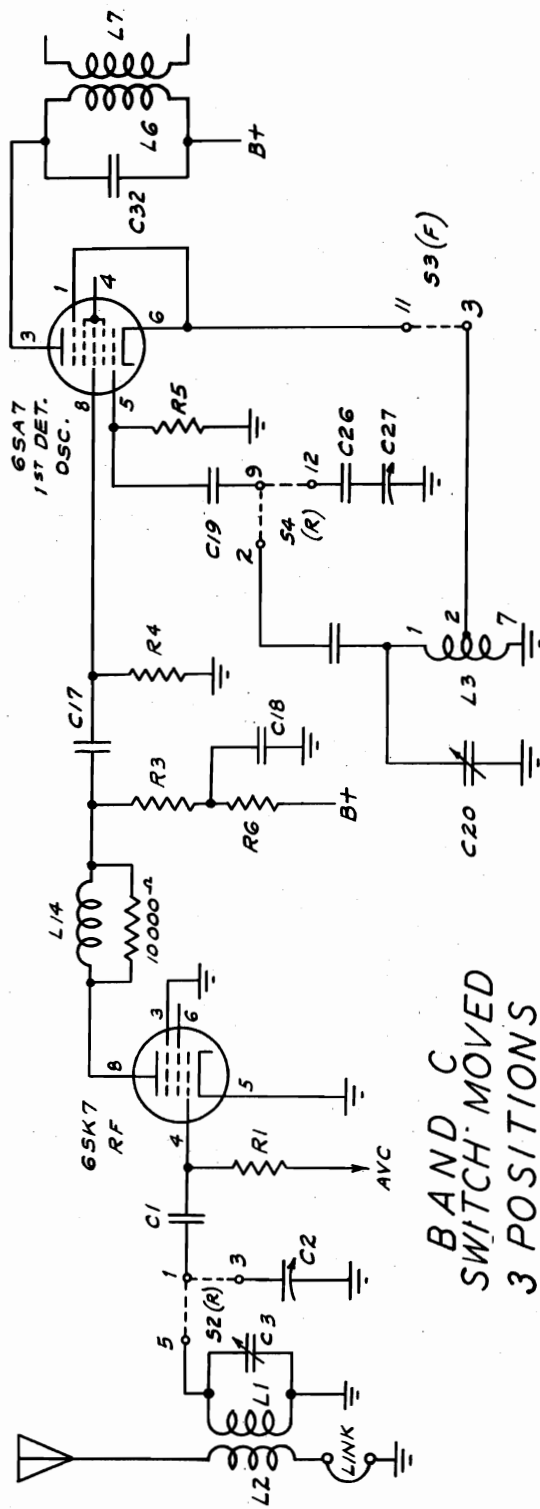 L2
LINK
L1
C3
5
S2(R)
1
3
C2
C1
R1
AVC
6SK7
RF
4
8
3
6
5
L14
10000Ω
R3
R6
B+
C18
C17
R4
6SA7
1ST DET.
OSC.
8
5
3
1
4
6
R5
C19
9
2
S4
(R)
12
C26
C27
1
2
7
L3
C20
11
S3(F)
3
C32
L6
L7
B+
BAND C
SWITCH MOVED
3 POSITIONS